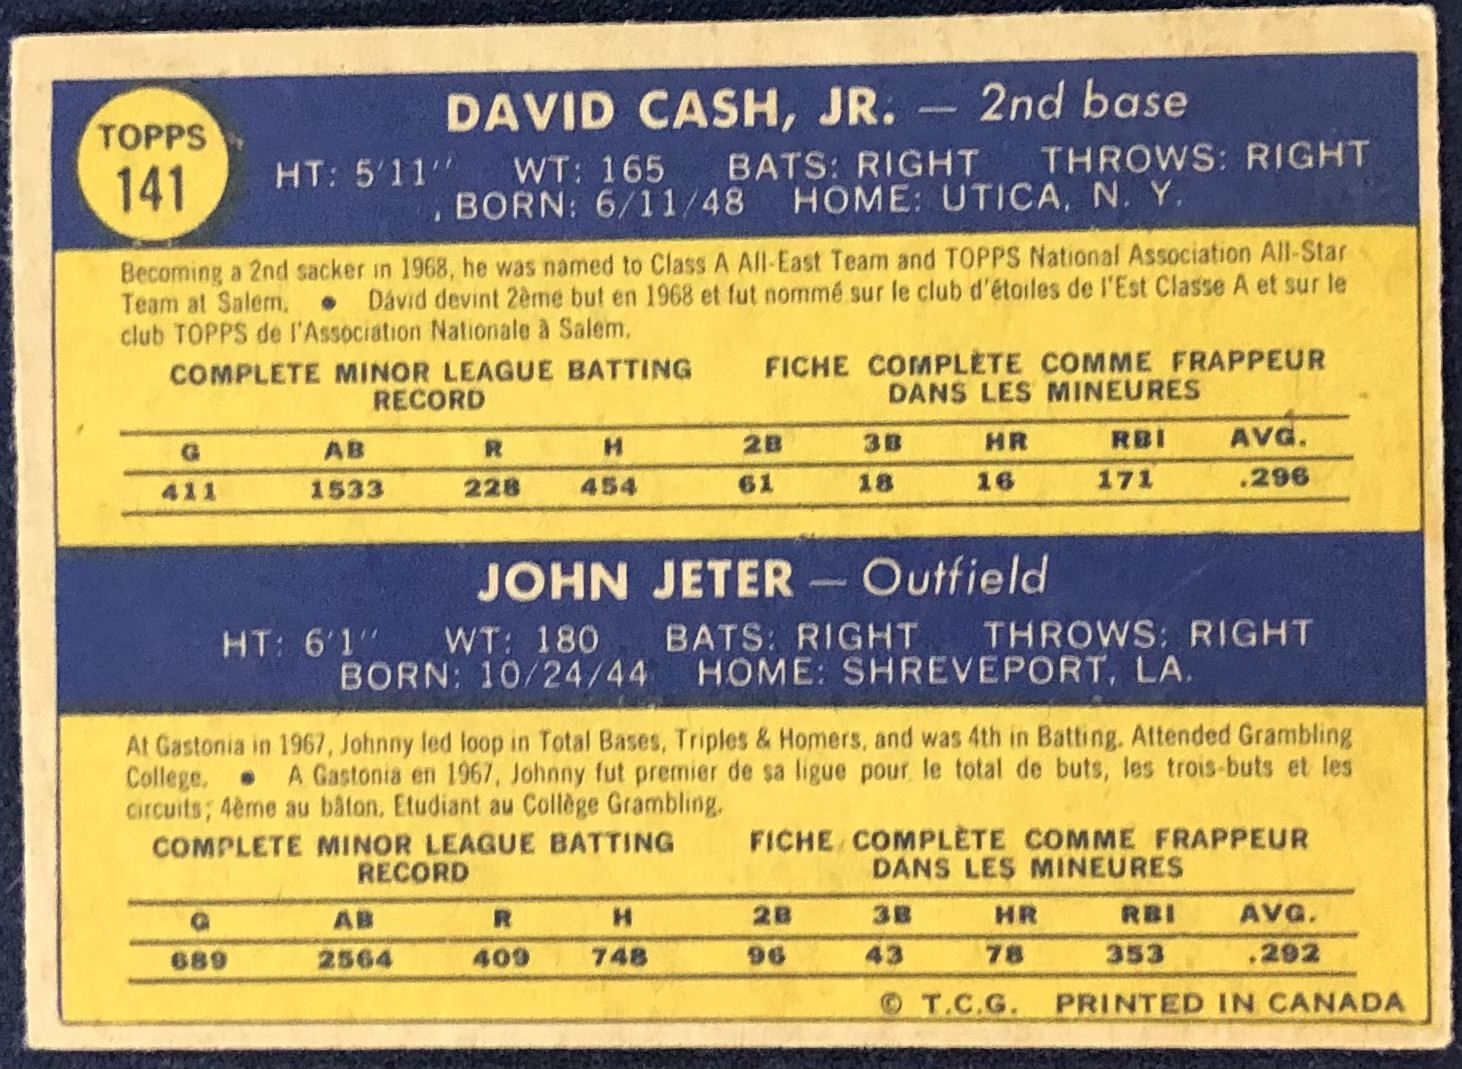 TOPPS
141
DAVID CASH, JR. — 2nd base
HT: 5'11" WT: 165 BATS: RIGHT THROWS: RIGHT
BORN: 6/11/48 HOME: UTICA, N. Y.
Becoming a 2nd sacker in 1968, he was named to Class A All-East Team and TOPPS National Association All-Star
Team at Salem. ● David devint 2ème but en 1968 et fut nommé sur le club d'étoiles de l'Est Classe A et sur le
club TOPPS de l'Association Nationale à Salem.
COMPLETE MINOR LEAGUE BATTING RECORD FICHE COMPLÈTE COMME FRAPPEUR DANS LES MINEURES
G AB R H 2B 3B HR RBI AVG.
411 1533 228 454 61 18 16 171 .296
JOHN JETER — Outfield
HT: 6'1" WT: 180 BATS: RIGHT THROWS: RIGHT
BORN: 10/24/44 HOME: SHREVEPORT, LA.
At Gastonia in 1967, Johnny led loop in Total Bases, Triples & Homers, and was 4th in Batting. Attended Grambling
College. ● A Gastonia en 1967, Johnny fut premier de sa ligue pour le total de buts, les trois-buts et les
circuits; 4ème au bâton. Etudiant au Collège Grambling.
COMPLETE MINOR LEAGUE BATTING RECORD FICHE COMPLÈTE COMME FRAPPEUR DANS LES MINEURES
G AB R H 2B 3B HR RBI AVG.
689 2564 409 748 96 43 78 353 .292
© T.C.G. PRINTED IN CANADA